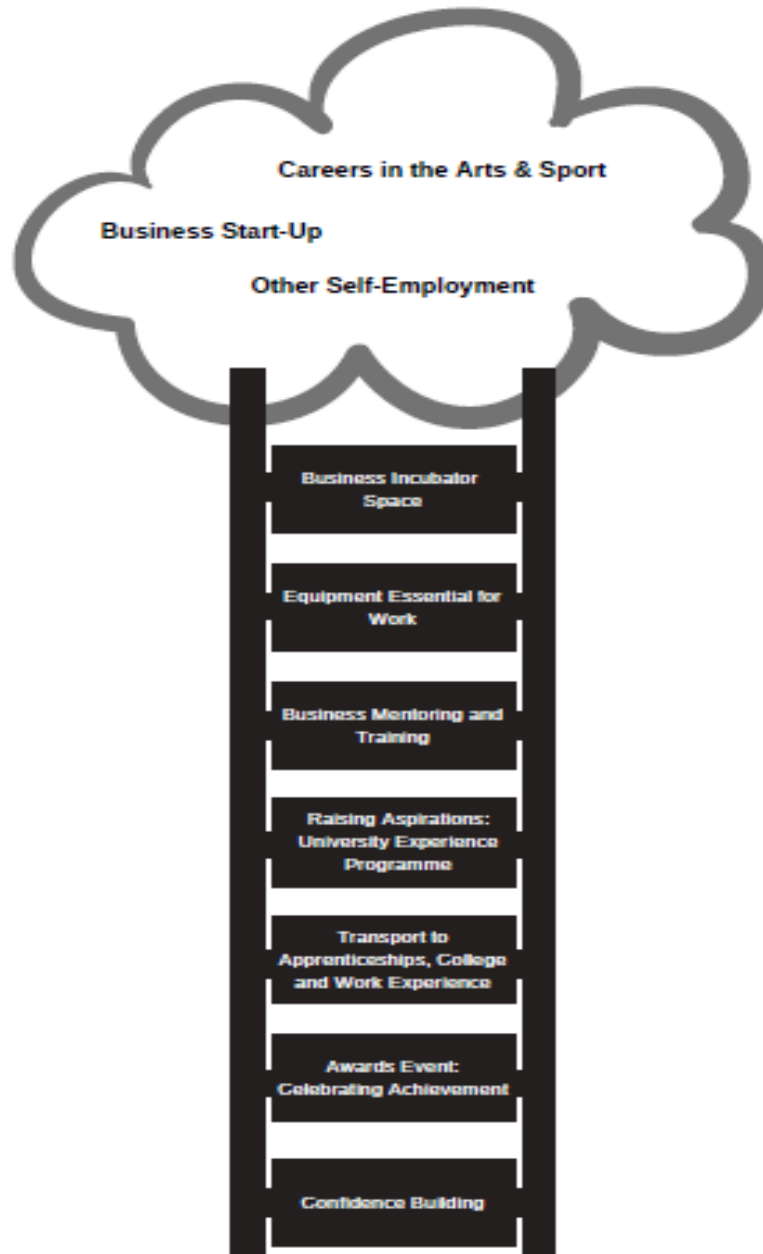 Careers in the Arts & Sport
Business Start-Up
Other Self-Employment
Business Incubator
Space
Equipment Essential for
Work
Business Mentoring and
Training
Raising Aspirations:
University Experience
Programme
Transport to
Apprenticeships, College
and Work Experience
Awards Event:
Celebrating Achievement
Confidence Building